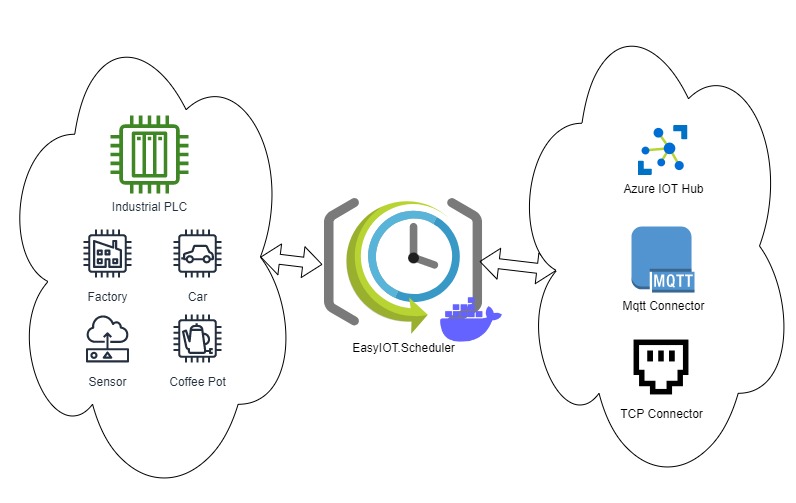 Industrial PLC
Factory
Car
Sensor
Coffee Pot
EasyIOT.Scheduler
Azure IOT Hub
MQTT
Mqtt Connector
TCP Connector